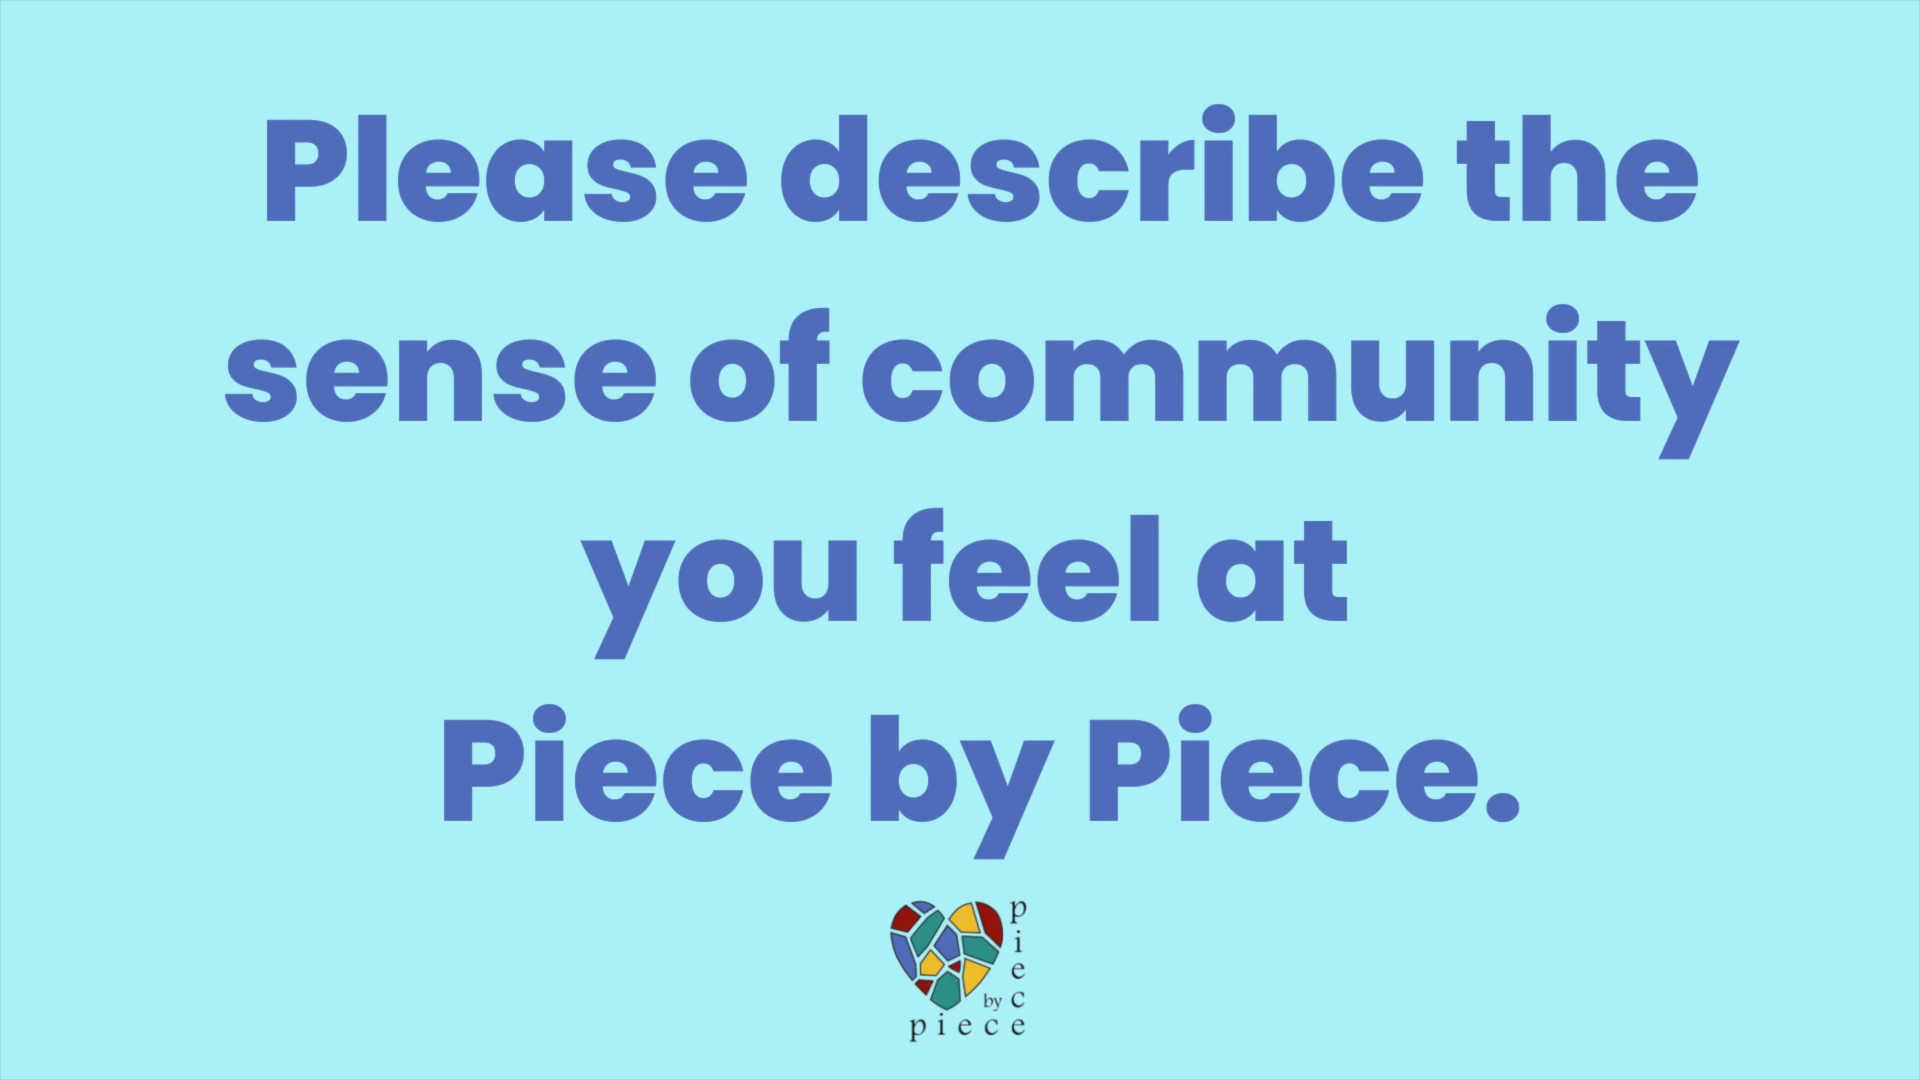 Please describe the
sense of community
you feel at
Piece by Piece.
piece
by
piece